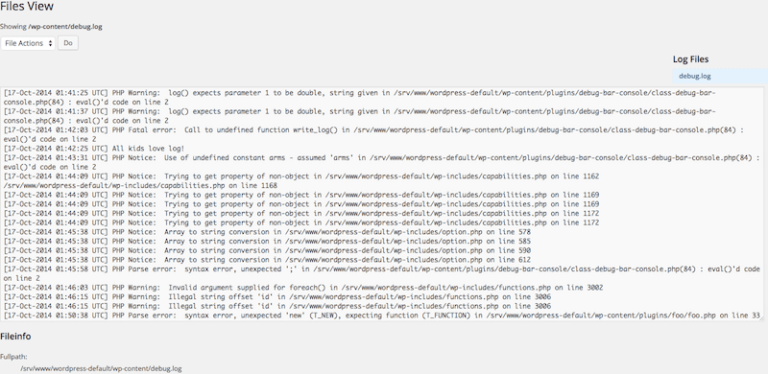 Files View
Showing /wp-content/debug.log
File Actions Do
Log Files
debug.log
[17-Oct-2014 01:41:25 UTC] PHP Warning:  log() expects parameter 1 to be double, string given in /srv/www/wordpress-default/wp-content/plugins/debug-bar-console/class-debug-bar-
console.php(84) : eval()'d code on line 2
[17-Oct-2014 01:41:37 UTC] PHP Warning:  log() expects parameter 1 to be double, string given in /srv/www/wordpress-default/wp-content/plugins/debug-bar-console/class-debug-bar-
console.php(84) : eval()'d code on line 2
[17-Oct-2014 01:42:03 UTC] PHP Fatal error:  Call to undefined function write_log() in /srv/www/wordpress-default/wp-content/plugins/debug-bar-console/class-debug-bar-console.php(84) :
eval()'d code on line 2
[17-Oct-2014 01:42:25 UTC] All kids love log!
[17-Oct-2014 01:43:31 UTC] PHP Notice:  Use of undefined constant arms - assumed 'arms' in /srv/www/wordpress-default/wp-content/plugins/debug-bar-console/class-debug-bar-console.php(84) :
eval()'d code on line 2
[17-Oct-2014 01:44:09 UTC] PHP Notice:  Trying to get property of non-object in /srv/www/wordpress-default/wp-includes/capabilities.php on line 1162
/srv/www/wordpress-default/wp-includes/capabilities.php on line 1168
[17-Oct-2014 01:44:09 UTC] PHP Notice:  Trying to get property of non-object in /srv/www/wordpress-default/wp-includes/capabilities.php on line 1169
[17-Oct-2014 01:44:09 UTC] PHP Notice:  Trying to get property of non-object in /srv/www/wordpress-default/wp-includes/capabilities.php on line 1169
[17-Oct-2014 01:44:09 UTC] PHP Notice:  Trying to get property of non-object in /srv/www/wordpress-default/wp-includes/capabilities.php on line 1172
[17-Oct-2014 01:44:09 UTC] PHP Notice:  Trying to get property of non-object in /srv/www/wordpress-default/wp-includes/capabilities.php on line 1172
[17-Oct-2014 01:45:38 UTC] PHP Notice:  Array to string conversion in /srv/www/wordpress-default/wp-includes/option.php on line 578
[17-Oct-2014 01:45:38 UTC] PHP Notice:  Array to string conversion in /srv/www/wordpress-default/wp-includes/option.php on line 585
[17-Oct-2014 01:45:38 UTC] PHP Notice:  Array to string conversion in /srv/www/wordpress-default/wp-includes/option.php on line 590
[17-Oct-2014 01:45:38 UTC] PHP Notice:  Array to string conversion in /srv/www/wordpress-default/wp-includes/option.php on line 612
[17-Oct-2014 01:45:58 UTC] PHP Parse error:  syntax error, unexpected ';' in /srv/www/wordpress-default/wp-content/plugins/debug-bar-console/class-debug-bar-console.php(84) : eval()'d code
on line 2
[17-Oct-2014 01:46:03 UTC] PHP Warning:  Invalid argument supplied for foreach() in /srv/www/wordpress-default/wp-includes/functions.php on line 3002
[17-Oct-2014 01:46:15 UTC] PHP Warning:  Illegal string offset 'id' in /srv/www/wordpress-default/wp-includes/functions.php on line 3006
[17-Oct-2014 01:46:15 UTC] PHP Warning:  Illegal string offset 'id' in /srv/www/wordpress-default/wp-includes/functions.php on line 3006
[17-Oct-2014 01:50:38 UTC] PHP Parse error:  syntax error, unexpected 'new' (T_NEW), expecting function (T_FUNCTION) in /srv/www/wordpress-default/wp-content/plugins/foo/foo.php on line 33
Fileinfo
Fullpath:
/srv/www/wordpress-default/wp-content/debug.log